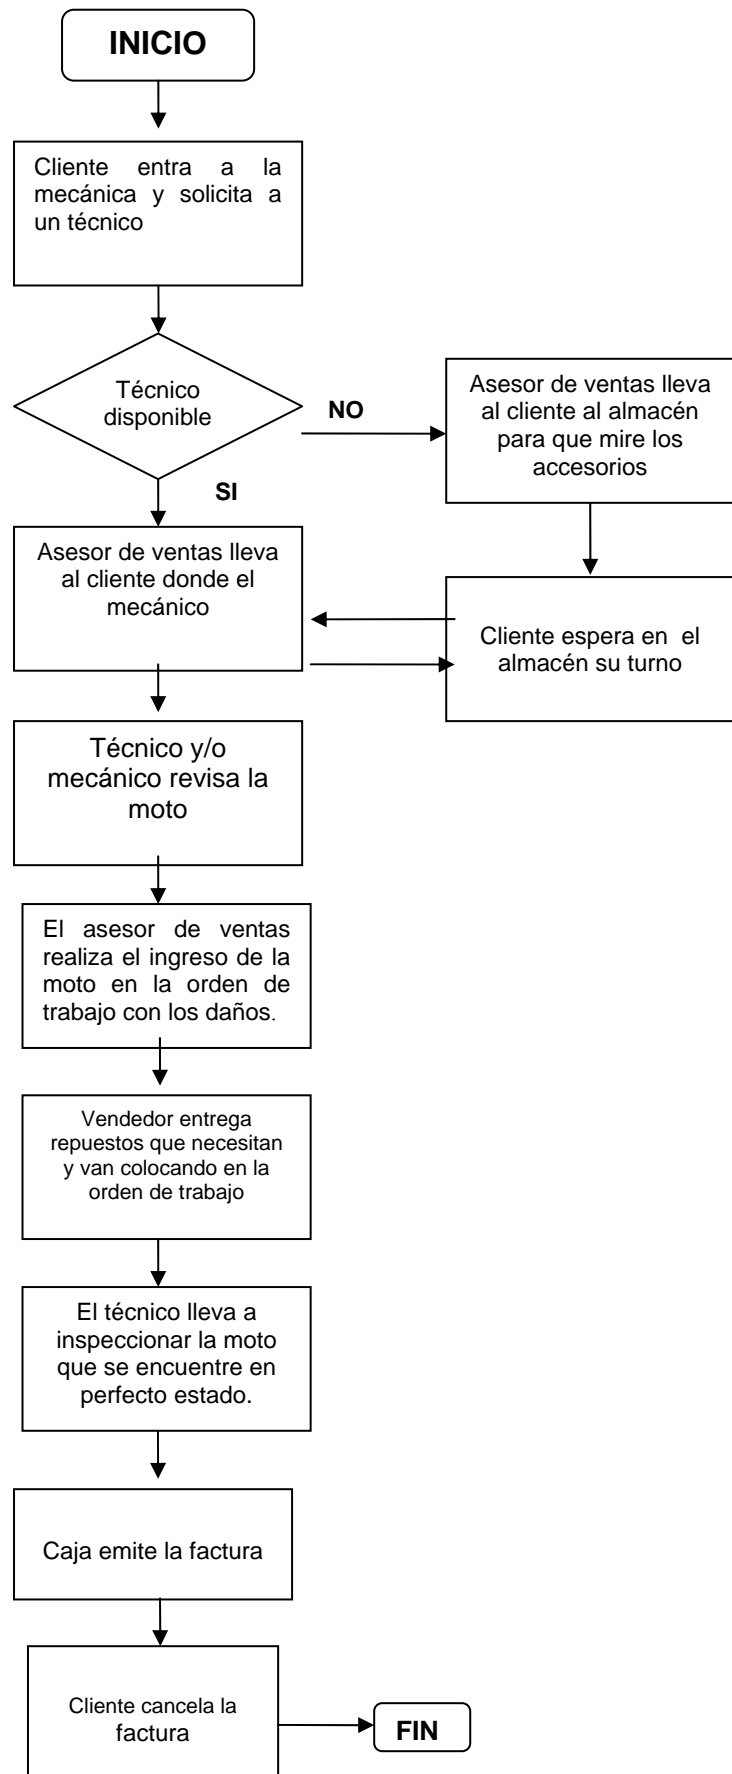 INICIO
Cliente entra a la
mecánica y solicita a
un técnico
Técnico
disponible
NO
Asesor de ventas lleva
al cliente al almacén
para que mire los
accesorios
SI
Asesor de ventas lleva
al cliente donde el
mecánico
Cliente espera en el
almacén su turno
Técnico y/o
mecánico revisa la
moto
El asesor de ventas
realiza el ingreso de la
moto en la orden de
trabajo con los daños.
Vendedor entrega
repuestos que necesitan
y van colocando en la
orden de trabajo
El técnico lleva a
inspeccionar la moto
que se encuentre en
perfecto estado.
Caja emite la factura
Cliente cancela la
factura
FIN